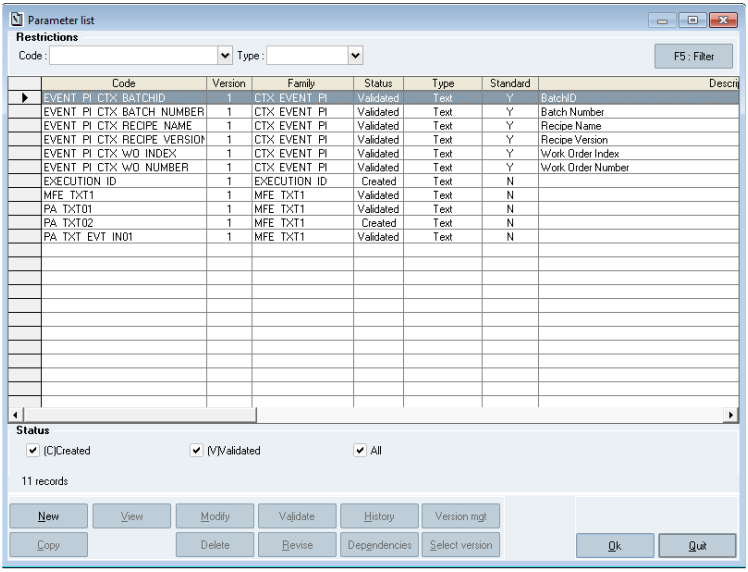 Parameter list
Restrictions
Code : Type : F5 : Filter
Code Version Family Status Type Standard Descrip
EVENT PI CTX BATCHID 1 CTX EVENT PI Validated Text Y BatchID
EVENT PI CTX BATCH NUMBER 1 CTX EVENT PI Validated Text Y Batch Number
EVENT PI CTX RECIPE NAME 1 CTX EVENT PI Validated Text Y Recipe Name
EVENT PI CTX RECIPE VERSION 1 CTX EVENT PI Validated Text Y Recipe Version
EVENT PI CTX WO INDEX 1 CTX EVENT PI Validated Text Y Work Order Index
EVENT PI CTX WO NUMBER 1 CTX EVENT PI Validated Text Y Work Order Number
EXECUTION ID 1 EXECUTION ID Created Text N
MFE TXT1 1 MFE TXT1 Validated Text N
PA TXT01 1 MFE TXT1 Validated Text N
PA TXT02 1 MFE TXT1 Created Text N
PA TXT EVT IN01 1 MFE TXT1 Validated Text N
Status
(C)Created (V)Validated All
11 records
New View Modify Validate History Version mgt
Copy Delete Revise Dependencies Select version Ok Quit